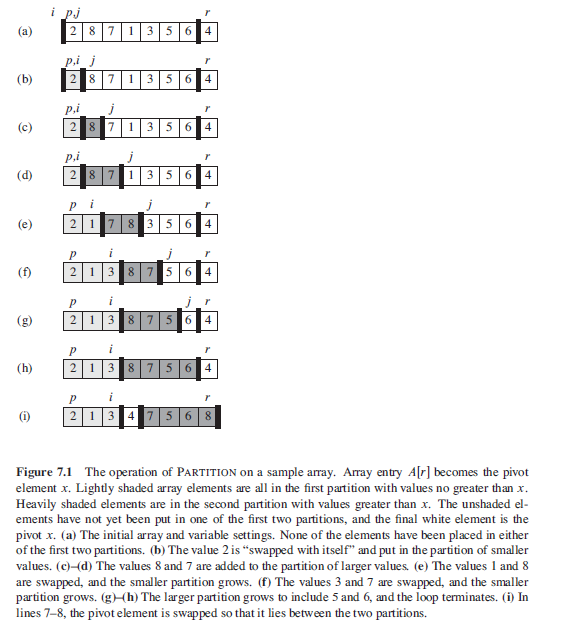 i p,j r
(a) 2 8 7 1 3 5 6 4
p,i j r
(b) 2 8 7 1 3 5 6 4
p,i j r
(c) 2 8 7 1 3 5 6 4
p,i j r
(d) 2 8 7 1 3 5 6 4
p i j r
(e) 2 1 7 8 3 5 6 4
p i j r
(f) 2 1 3 8 7 5 6 4
p i j r
(g) 2 1 3 8 7 5 6 4
p i r
(h) 2 1 3 8 7 5 6 4
p i r
(i) 2 1 3 4 7 5 6 8
Figure 7.1 The operation of PARTITION on a sample array. Array entry A[r] becomes the pivot
element x. Lightly shaded array elements are all in the first partition with values no greater than x.
Heavily shaded elements are in the second partition with values greater than x. The unshaded el-
ements have not yet been put in one of the first two partitions, and the final white element is the
pivot x. (a) The initial array and variable settings. None of the elements have been placed in either
of the first two partitions. (b) The value 2 is “swapped with itself” and put in the partition of smaller
values. (c)–(d) The values 8 and 7 are added to the partition of larger values. (e) The values 1 and 8
are swapped, and the smaller partition grows. (f) The values 3 and 7 are swapped, and the smaller
partition grows. (g)–(h) The larger partition grows to include 5 and 6, and the loop terminates. (i) In
lines 7–8, the pivot element is swapped so that it lies between the two partitions.